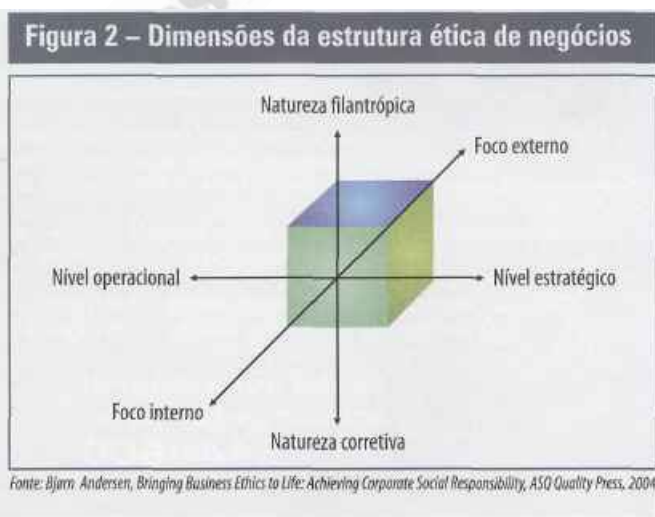 Figura 2 – Dimensões da estrutura ética de negócios
Natureza filantrópica
Foco externo
Nível operacional
Nível estratégico
Foco interno
Natureza corretiva
Fonte: Bjørn Andersen, Bringing Business Ethics to Life: Achieving Corporate Social Responsibility, ASQ Quality Press, 2004